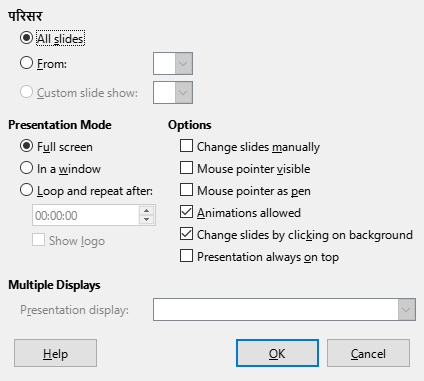 परिसर
All slides
From:
Custom slide show:
Presentation Mode
Full screen
In a window
Loop and repeat after:
00:00:00
Show logo
Options
Change slides manually
Mouse pointer visible
Mouse pointer as pen
Animations allowed
Change slides by clicking on background
Presentation always on top
Multiple Displays
Presentation display:
Help
OK
Cancel